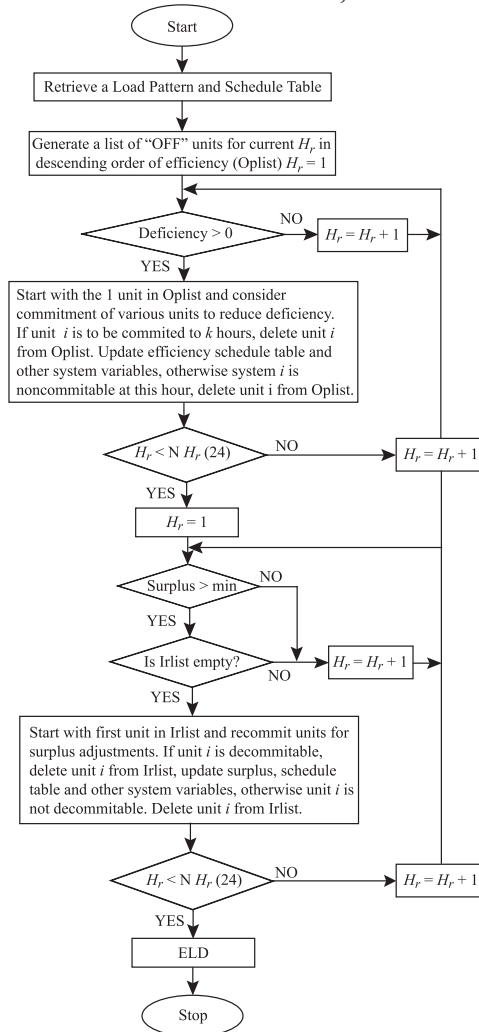 Start
Retrieve a Load Pattern and Schedule Table
Generate a list of “OFF” units for current Hr in
descending order of efficiency (Oplist) Hr = 1
Deficiency > 0
NO
Hr = Hr + 1
YES
Start with the 1 unit in Oplist and consider
commitment of various units to reduce deficiency.
If unit i is to be commited to k hours, delete unit i
from Oplist. Update efficiency schedule table and
other system variables, otherwise system i is
noncommitable at this hour, delete unit i from Oplist.
Hr < N Hr (24)
NO
Hr = Hr + 1
YES
Hr = 1
Surplus > min
NO
YES
Is Irlist empty?
NO
Hr = Hr + 1
YES
Start with first unit in Irlist and recommit units for
surplus adjustments. If unit i is decommitable,
delete unit i from Irlist, update surplus, schedule
table and other system variables, otherwise unit i is
not decommitable. Delete unit i from Irlist.
Hr < N Hr (24)
NO
Hr = Hr + 1
YES
ELD
Stop